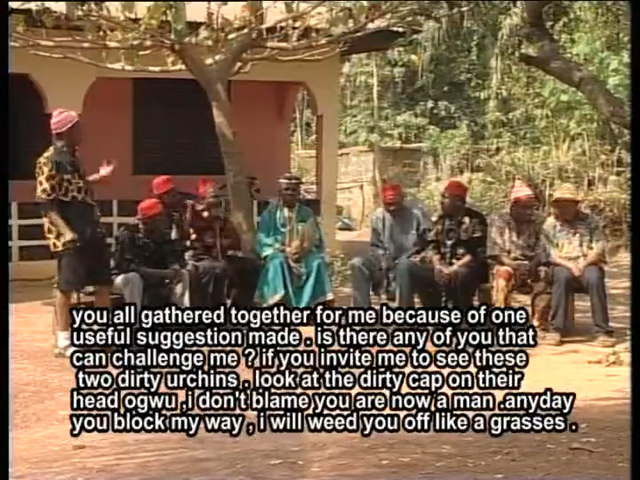 you all gathered together for me because of one
useful suggestion made . is there any of you that
can challenge me ? if you invite me to see these
two dirty urchins . look at the dirty cap on their
head ogwu , i don't blame you are now a man .anyday
you block my way , i will weed you off like a grasses .